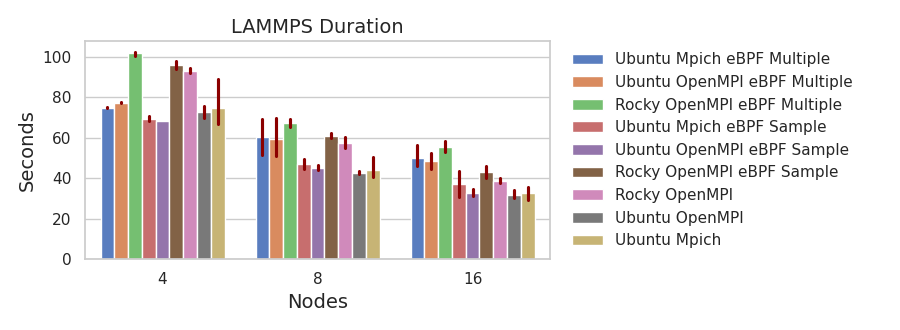 LAMMPS Duration
100
80
60
40
20
0
Seconds
4
8
16
Nodes
Ubuntu Mpich eBPF Multiple
Ubuntu OpenMPI eBPF Multiple
Rocky OpenMPI eBPF Multiple
Ubuntu Mpich eBPF Sample
Ubuntu OpenMPI eBPF Sample
Rocky OpenMPI eBPF Sample
Rocky OpenMPI
Ubuntu OpenMPI
Ubuntu Mpich